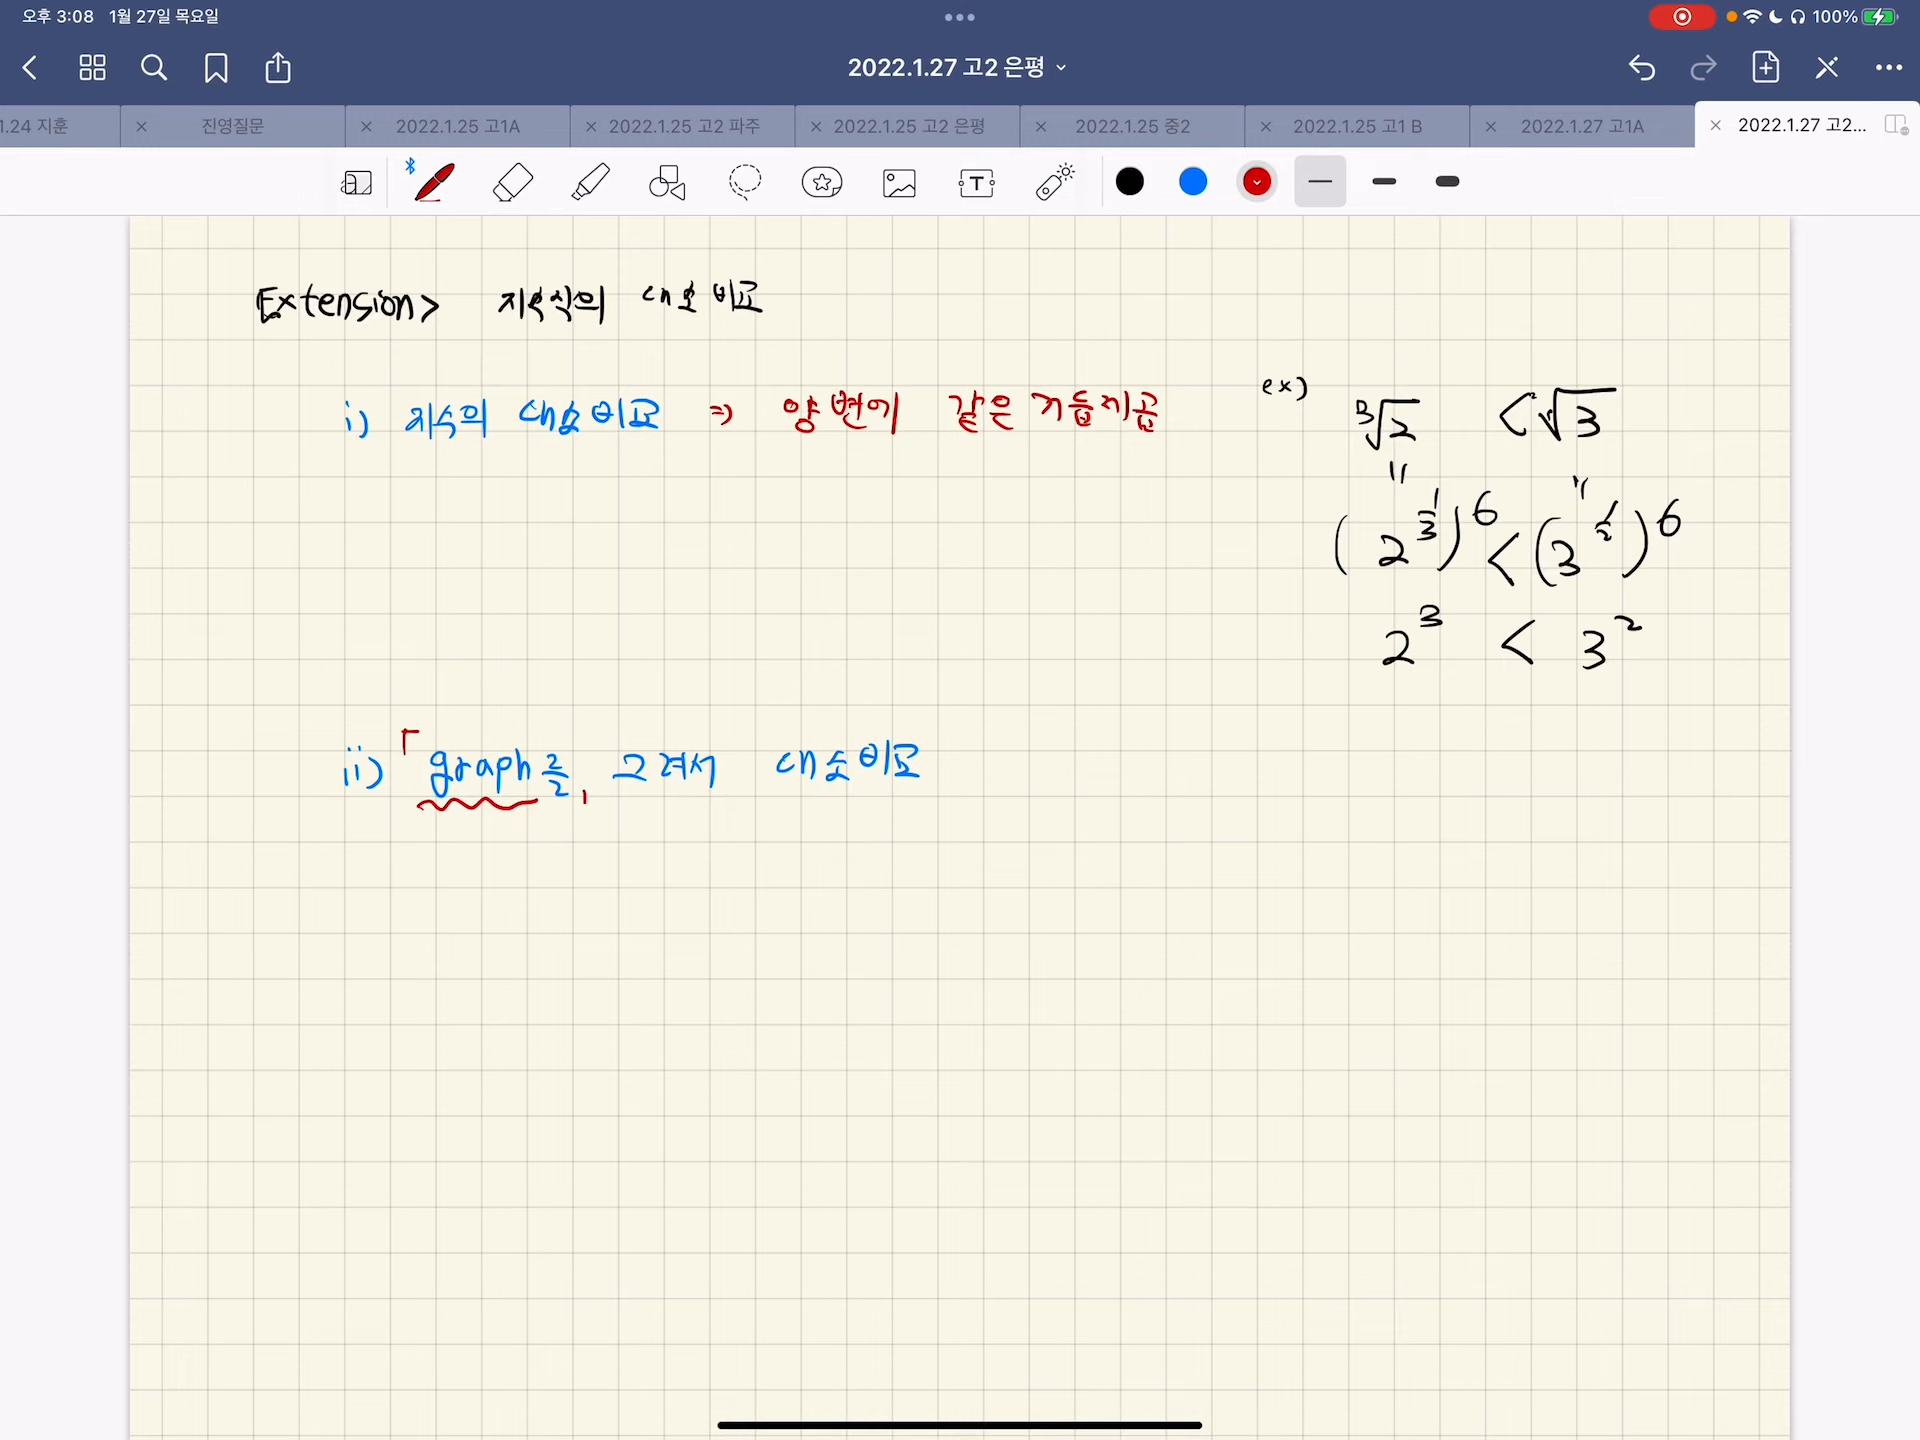 오후 3:08 1월 27일 목요일 100%
2022.1.27 고2 은평
1.24 지훈 진영질문 2022.1.25 고1A 2022.1.25 고2 파주 2022.1.25 고2 은평 2022.1.25 중2 2022.1.25 고1 B 2022.1.27 고1A 2022.1.27 고2...
T
Extension> 지수식의 대소 비교
i) 지수의 대소비교 ⇒ 양변에 같은 거듭제곱
ex) ³√2 < ²√3
(2^(1/3))^6 < (3^(1/2))^6
2^3 < 3^2
ii) 「graph를, 그려서 대소비교